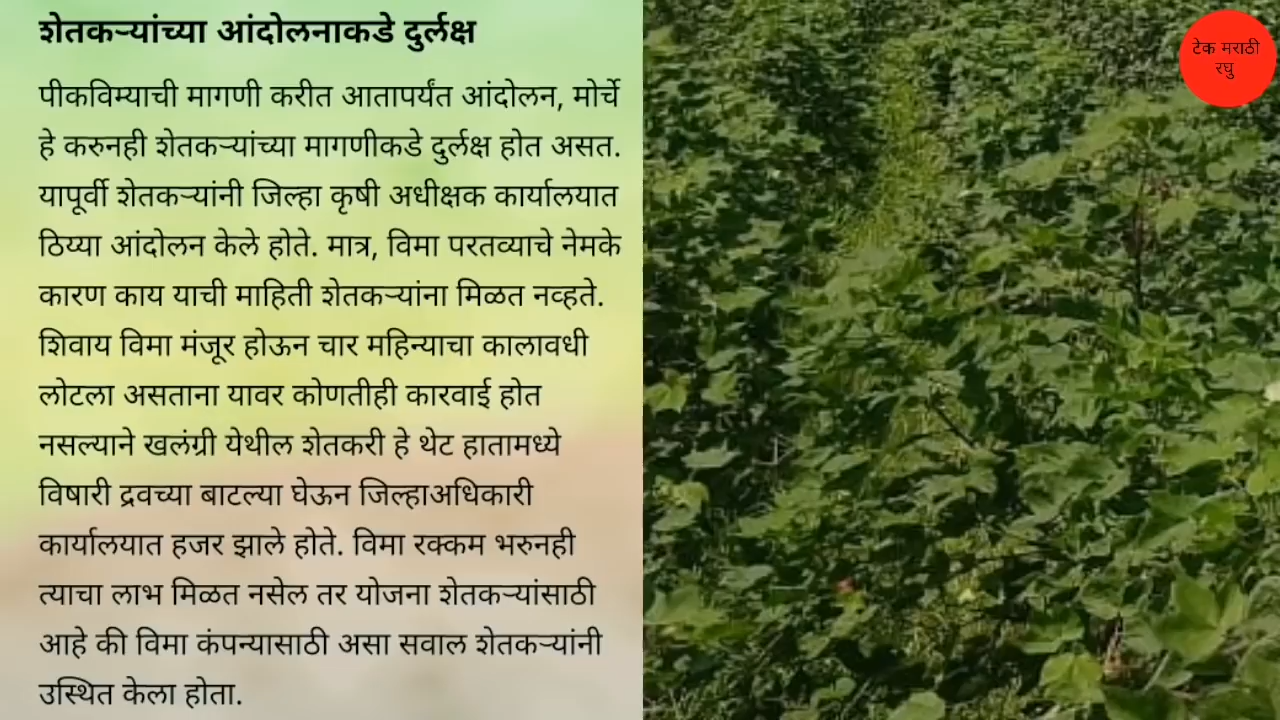 शेतकऱ्यांच्या आंदोलनाकडे दुर्लक्ष
पीकविम्याची मागणी करीत आतापर्यंत आंदोलन, मोर्चे
हे करुनही शेतकऱ्यांच्या मागणीकडे दुर्लक्ष होत असत.
यापूर्वी शेतकऱ्यांनी जिल्हा कृषी अधीक्षक कार्यालयात
ठिय्या आंदोलन केले होते. मात्र, विमा परतव्याचे नेमके
कारण काय याची माहिती शेतकऱ्यांना मिळत नव्हते.
शिवाय विमा मंजूर होऊन चार महिन्याचा कालावधी
लोटला असताना यावर कोणतीही कारवाई होत
नसल्याने खलंग्री येथील शेतकरी हे थेट हातामध्ये
विषारी द्रवच्या बाटल्या घेऊन जिल्हाअधिकारी
कार्यालयात हजर झाले होते. विमा रक्कम भरुनही
त्याचा लाभ मिळत नसेल तर योजना शेतकऱ्यांसाठी
आहे की विमा कंपन्यासाठी असा सवाल शेतकऱ्यांनी
उस्थित केला होता.
टेक मराठी
रघु